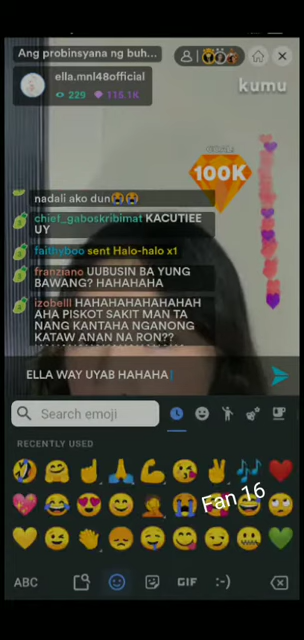 Ang probinsyana ng buh...
ella.mnl48official
229 116.1K
kumu
GOAL
100K
nadali ako dun😭😭
chief_gaboskribimat KACUTIEE
UY
faithyboo sent Halo-halo x1
franziano UUBUSIN BA YUNG
BAWANG? HAHAHAHA
izobelll HAHAHAHAHAHAHAH
AHA PISKOT SAKIT MAN TA
NANG KANTAHA NGANONG
KATAW ANAN NA RON??
ELLA WAY UYAB HAHAHA
Search emoji
RECENTLY USED
Fan 16
ABC
GIF
:-)